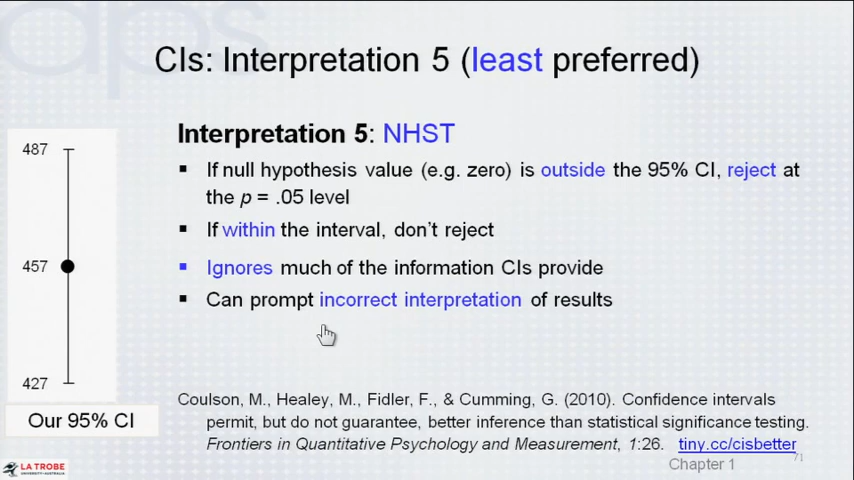 CIs: Interpretation 5 (least preferred)
Interpretation 5: NHST
▪ If null hypothesis value (e.g. zero) is outside the 95% CI, reject at
the p = .05 level
▪ If within the interval, don't reject
▪ Ignores much of the information CIs provide
▪ Can prompt incorrect interpretation of results
487
457
427
Our 95% CI
Coulson, M., Healey, M., Fidler, F., & Cumming, G. (2010). Confidence intervals
permit, but do not guarantee, better inference than statistical significance testing.
Frontiers in Quantitative Psychology and Measurement, 1:26. tiny.cc/cisbetter
71
Chapter 1
LA TROBE
UNIVERSITY AUSTRALIA
aps